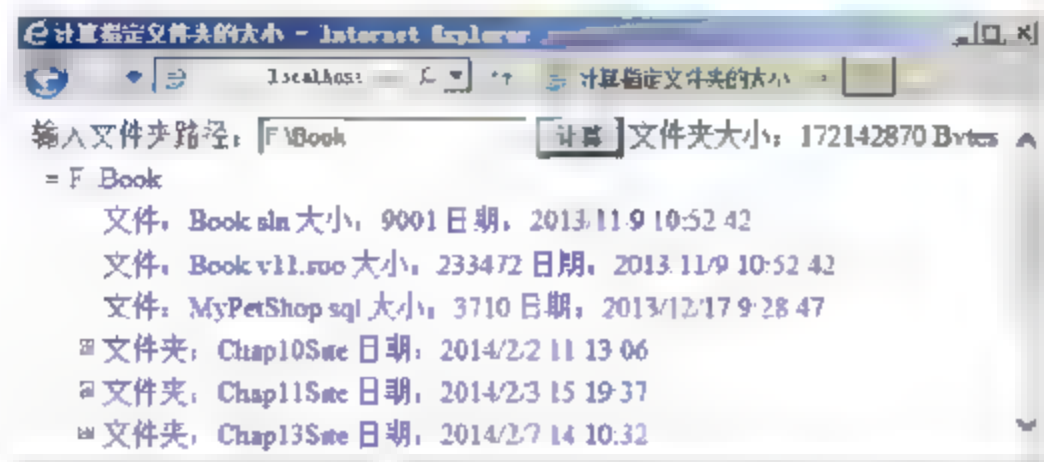 计算指定文件夹的大小 - Internet Explorer
localhost 计算指定文件夹的大小
输入文件夹路径: F:\Book 计算 文件夹大小: 172142870 Bytes
F:\Book
文件: Book.sln 大小: 9001 日期: 2013/11/9 10:52:42
文件: Book.v11.suo 大小: 233472 日期: 2013/11/9 10:52:42
文件: MyPetShop.sql 大小: 3710 日期: 2013/12/17 9:28:47
文件夹: Chap10Site 日期: 2014/2/2 11:13:06
文件夹: Chap11Site 日期: 2014/2/3 15:19:37
文件夹: Chap13Site 日期: 2014/2/7 14:10:32